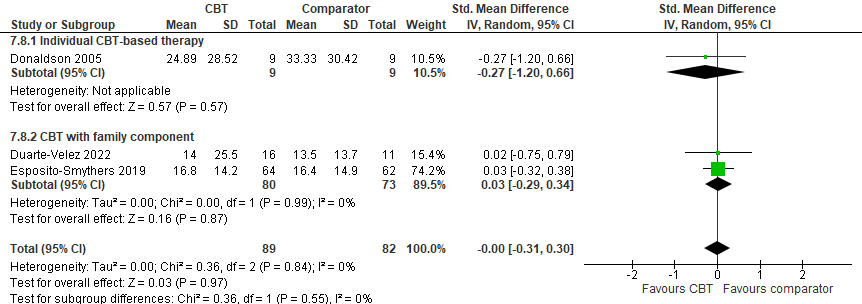 CBT Comparator Std. Mean Difference Std. Mean Difference
Study or Subgroup Mean SD Total Mean SD Total Weight IV, Random, 95% CI IV, Random, 95% CI
7.8.1 Individual CBT-based therapy
Donaldson 2005 24.89 28.52 9 33.33 30.42 9 10.5% -0.27 [-1.20, 0.66]
Subtotal (95% CI) 9 9 10.5% -0.27 [-1.20, 0.66]
Heterogeneity: Not applicable
Test for overall effect: Z = 0.57 (P = 0.57)
7.8.2 CBT with family component
Duarte-Velez 2022 14 25.5 16 13.5 13.7 11 15.4% 0.02 [-0.75, 0.79]
Esposito-Smythers 2019 16.8 14.2 64 16.4 14.9 62 74.2% 0.03 [-0.32, 0.38]
Subtotal (95% CI) 80 73 89.5% 0.03 [-0.29, 0.34]
Heterogeneity: Tau² = 0.00; Chi² = 0.00, df = 1 (P = 0.99); I² = 0%
Test for overall effect: Z = 0.16 (P = 0.87)
Total (95% CI) 89 82 100.0% -0.00 [-0.31, 0.30]
Heterogeneity: Tau² = 0.00; Chi² = 0.36, df = 2 (P = 0.84); I² = 0%
Test for overall effect: Z = 0.03 (P = 0.97)
Test for subgroup differences: Chi² = 0.36, df = 1 (P = 0.55), I² = 0%
-2 -1 0 1 2
Favours CBT Favours comparator